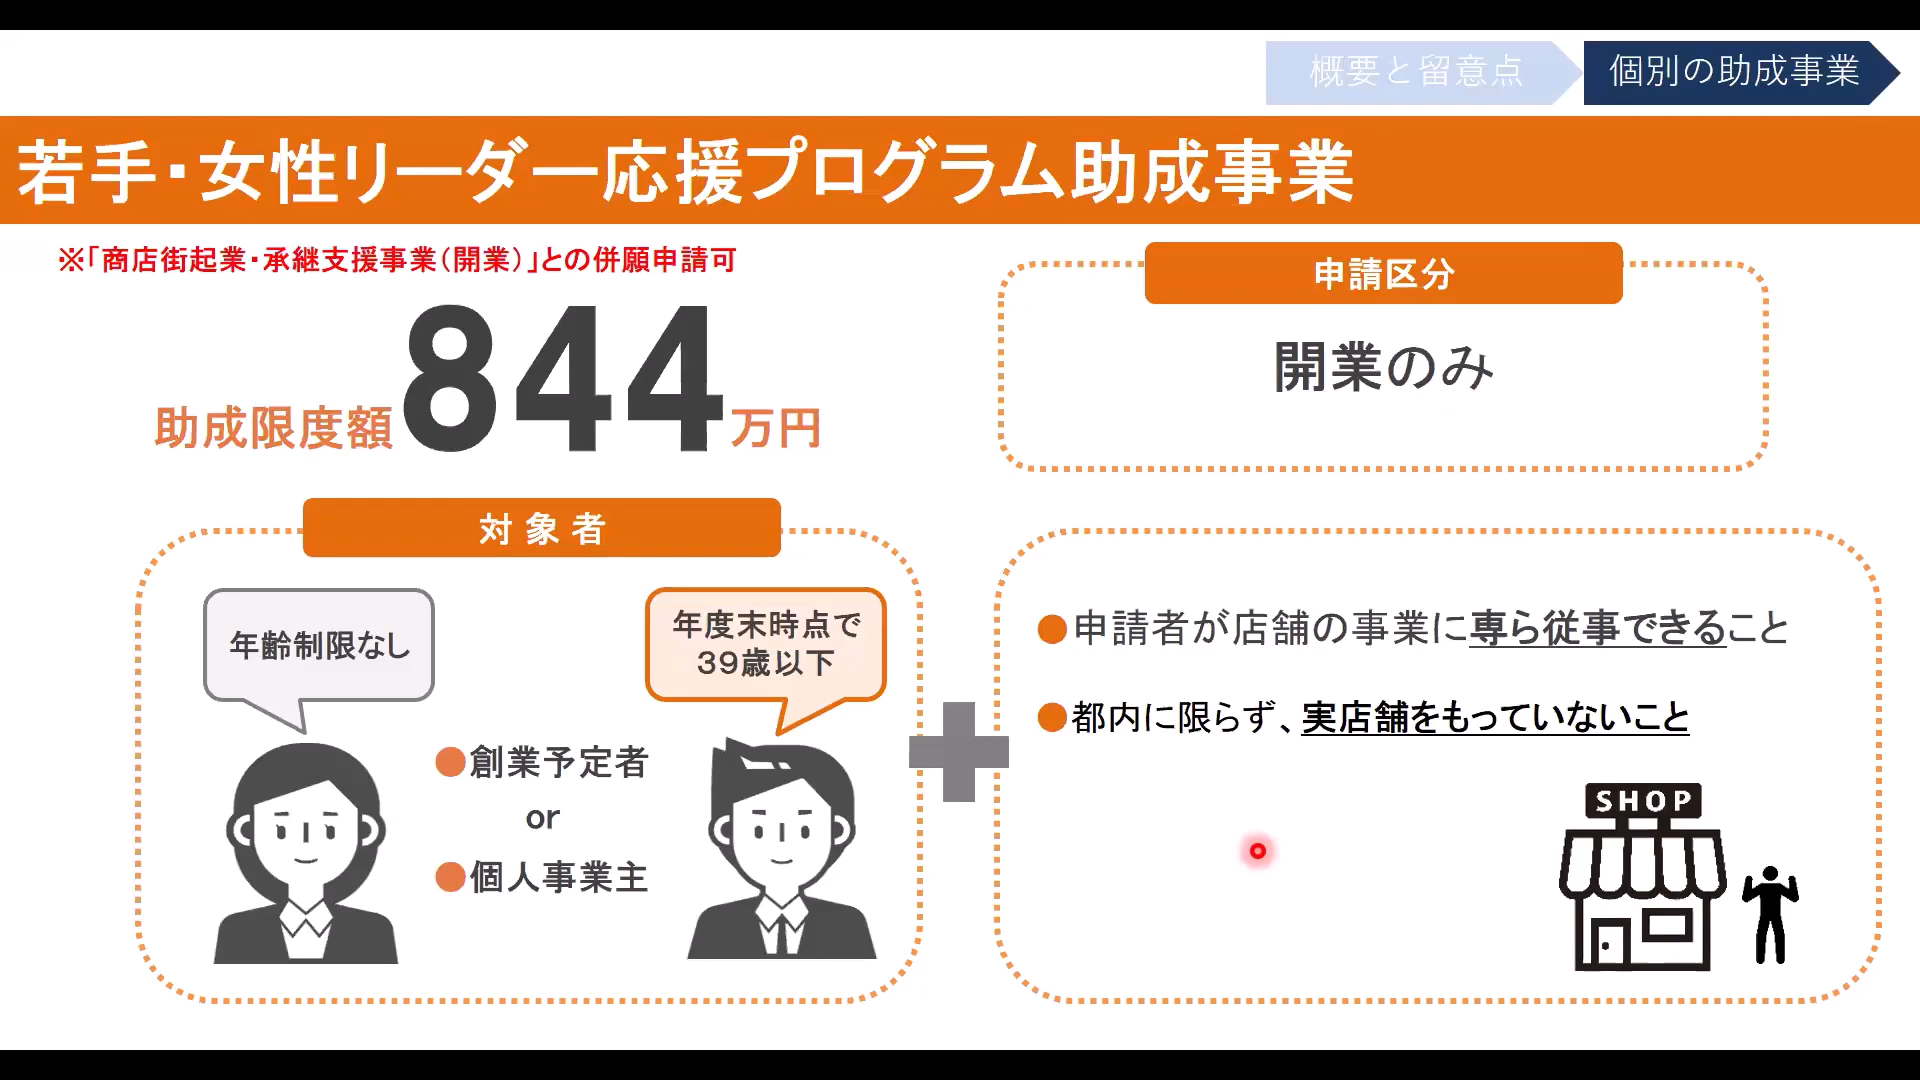 概要と留意点
個別の助成事業
若手・女性リーダー応援プログラム助成事業
※「商店街起業・承継支援事業（開業）」との併願申請可
助成限度額844万円
申請区分
開業のみ
対象者
年齢制限なし
年度末時点で
39歳以下
●創業予定者
or
●個人事業主
●申請者が店舗の事業に専ら従事できること
●都内に限らず、実店舗をもっていないこと
SHOP